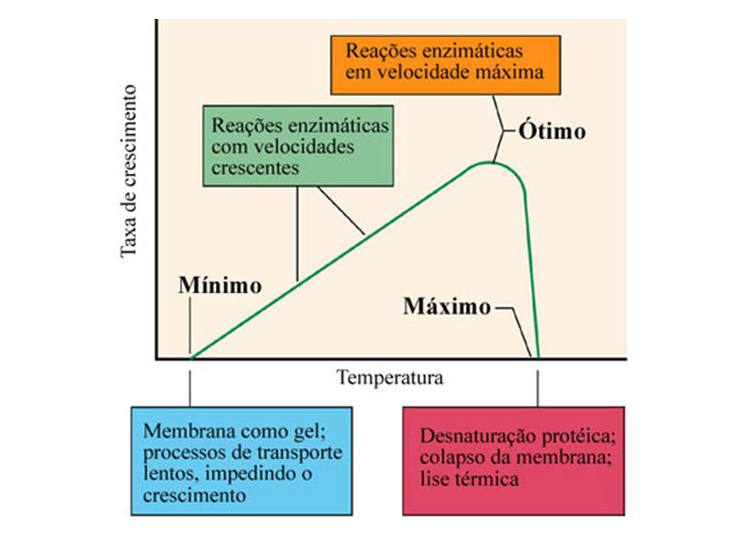 Reações enzimáticas
em velocidade máxima
Ótimo
Reações enzimáticas
com velocidades
crescentes
Taxa de crescimento
Mínimo
Máximo
Temperatura
Membrana como gel;
processos de transporte
lentos, impedindo o
crescimento
Desnaturação protéica;
colapso da membrana;
lise térmica